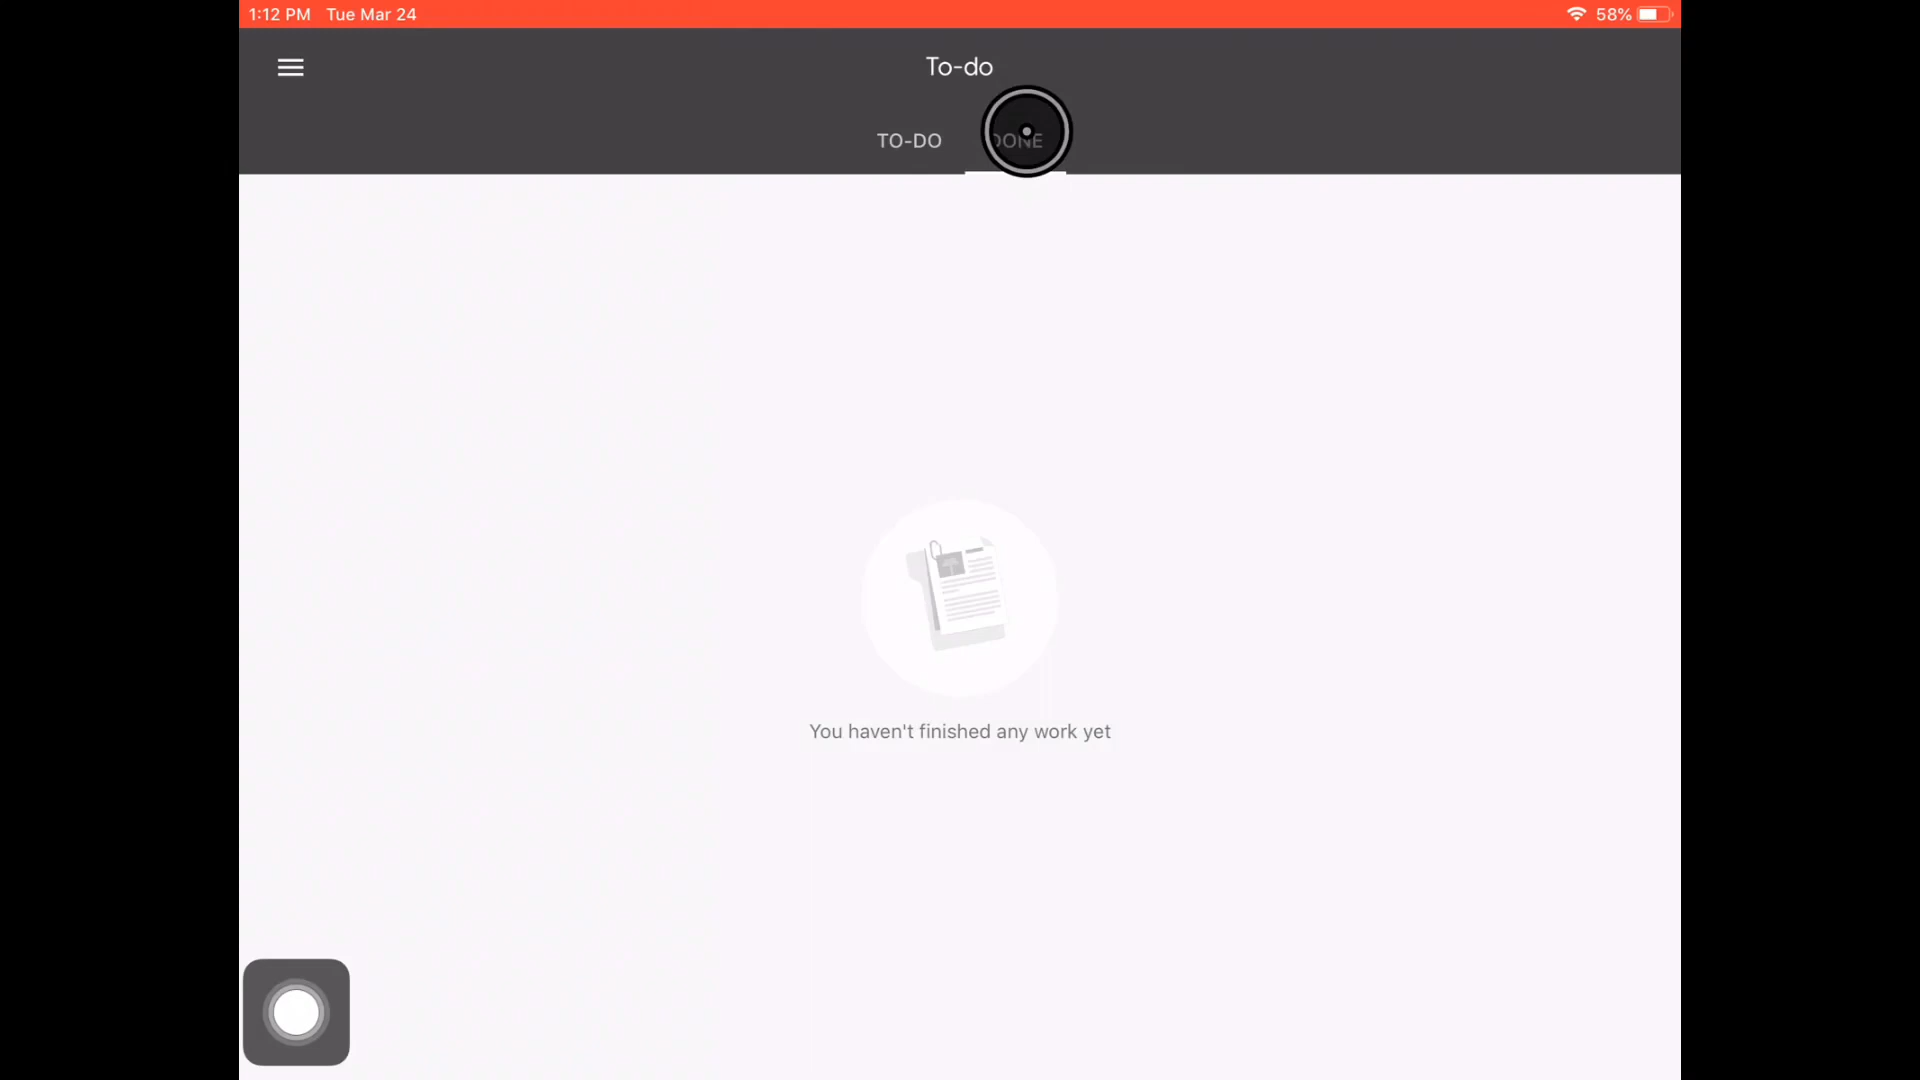 1:12 PM Tue Mar 24
58%
To-do
TO-DO
DONE
You haven't finished any work yet